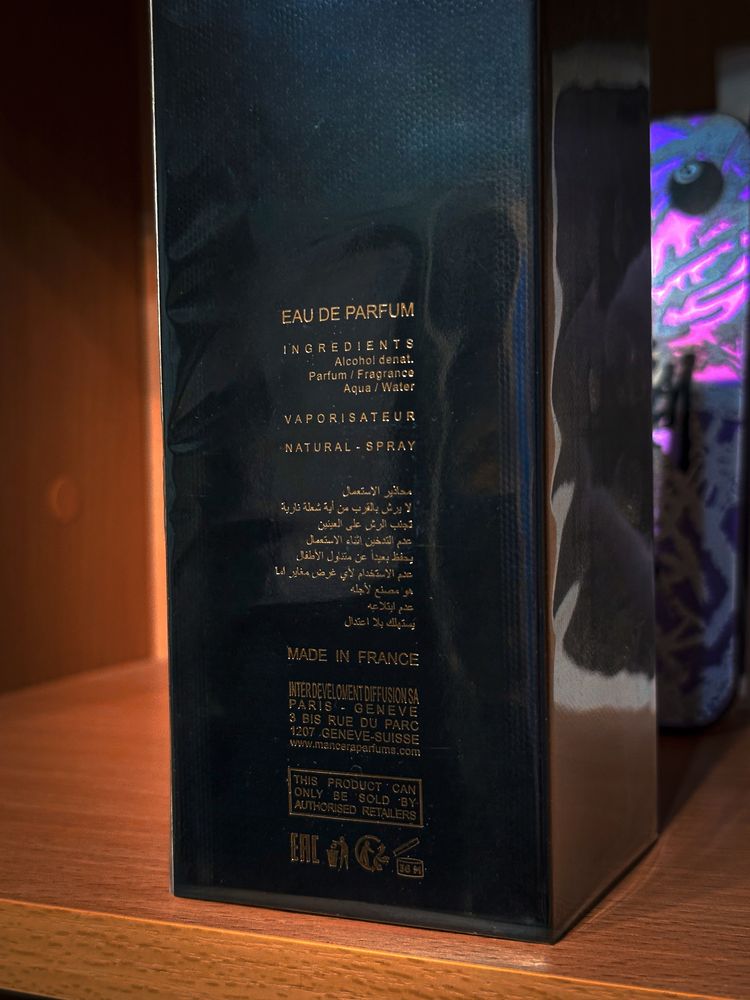 EAU DE PARFUM
INGREDIENTS
Alcohol denat.
Parfum / Fragrance
Aqua / Water
VAPORISATEUR
NATURAL - SPRAY
محاذير الاستعمال
لا يرش بالقرب من أية شعلة نارية
تجنب الرش على العينين
عدم التدخين اثناء الاستعمال
يحفظ بعيداً عن متناول الأطفال
عدم الاستخدام لأي غرض مغاير لما
هو مصنع لأجله
عدم ابتلاعه
يستهلك بلا اعتدال
MADE IN FRANCE
INTER DEVELOMENT DIFFUSION SA
PARIS - GENEVE
3 BIS RUE DU PARC
1207 GENEVE-SUISSE
www.manceraparfums.com
THIS PRODUCT CAN
ONLY BE SOLD BY
AUTHORISED RETAILERS
EAC
36 M